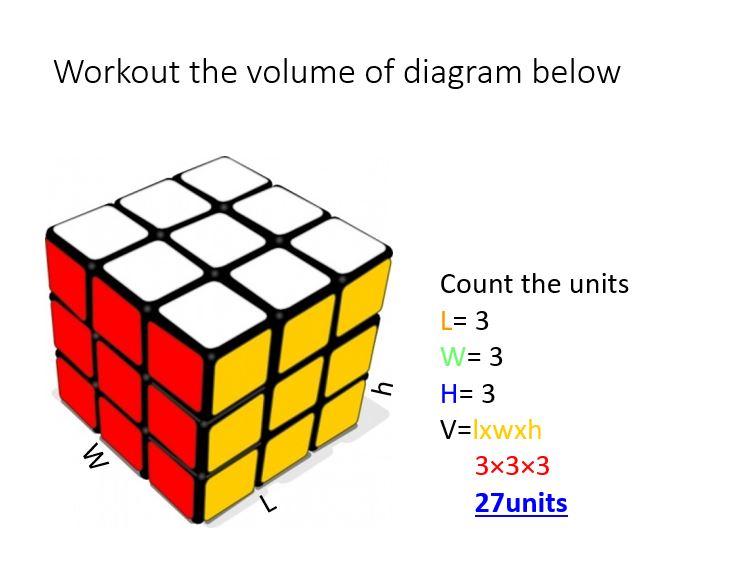 Workout the volume of diagram below
Count the units
L= 3
W= 3
H= 3
V=lxwxh
3×3×3
27units
h
W
L